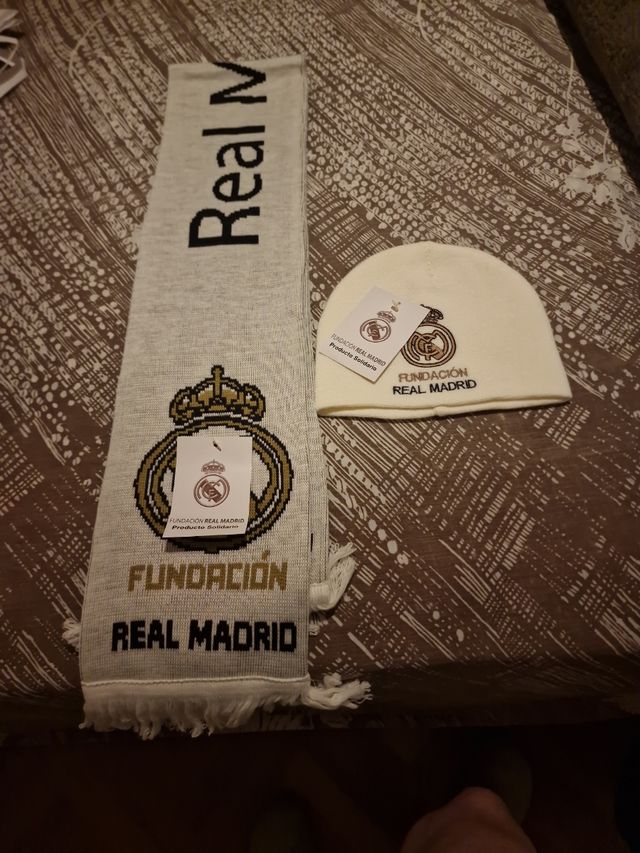 Real M
FUNDACIÓN REAL MADRID
Producto Solidario
FUNDACIÓN
REAL MADRID
FUNDACIÓN REAL MADRID
Producto Solidario
FUNDACIÓN
REAL MADRID